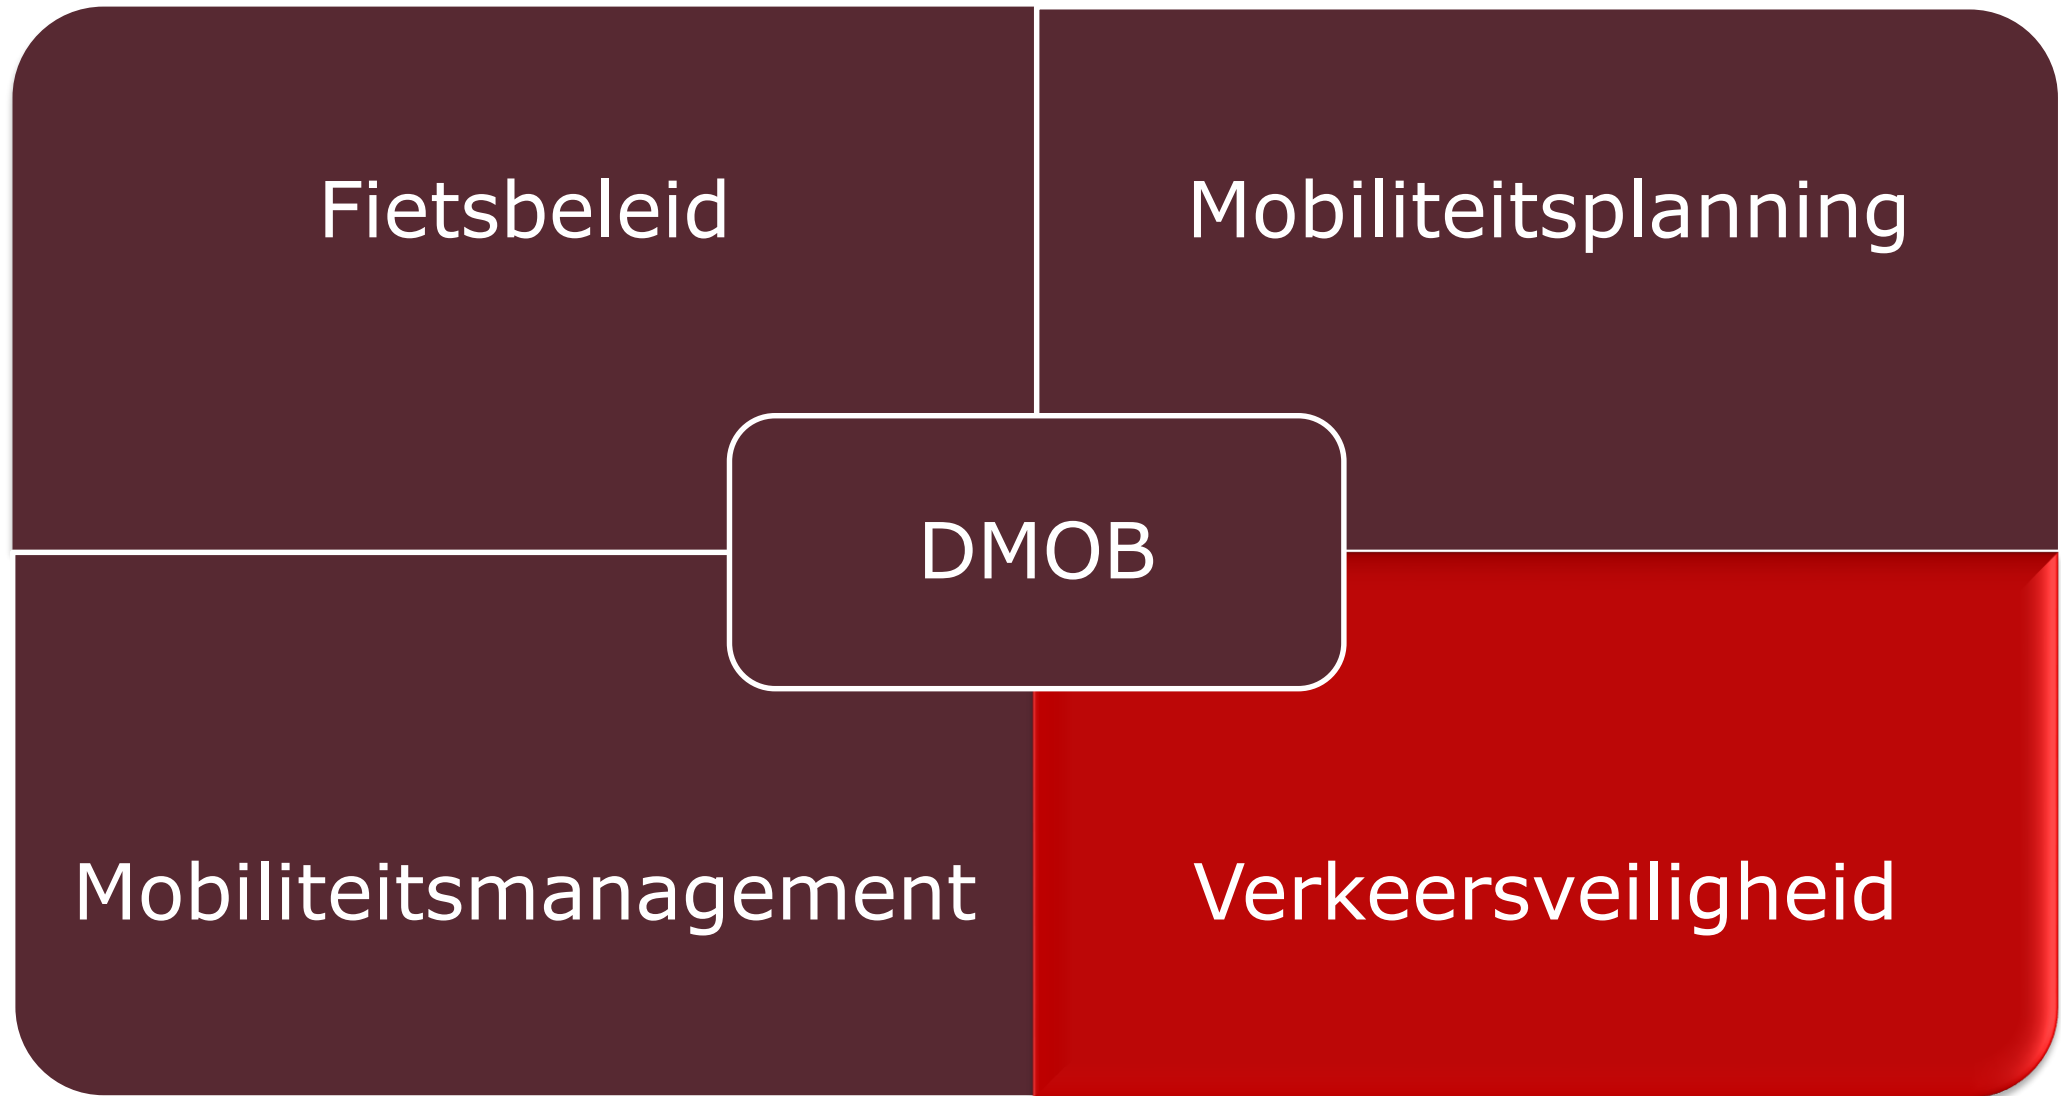 Fietsbeleid
Mobiliteitsplanning
DMOB
Mobiliteitsmanagement
Verkeersveiligheid